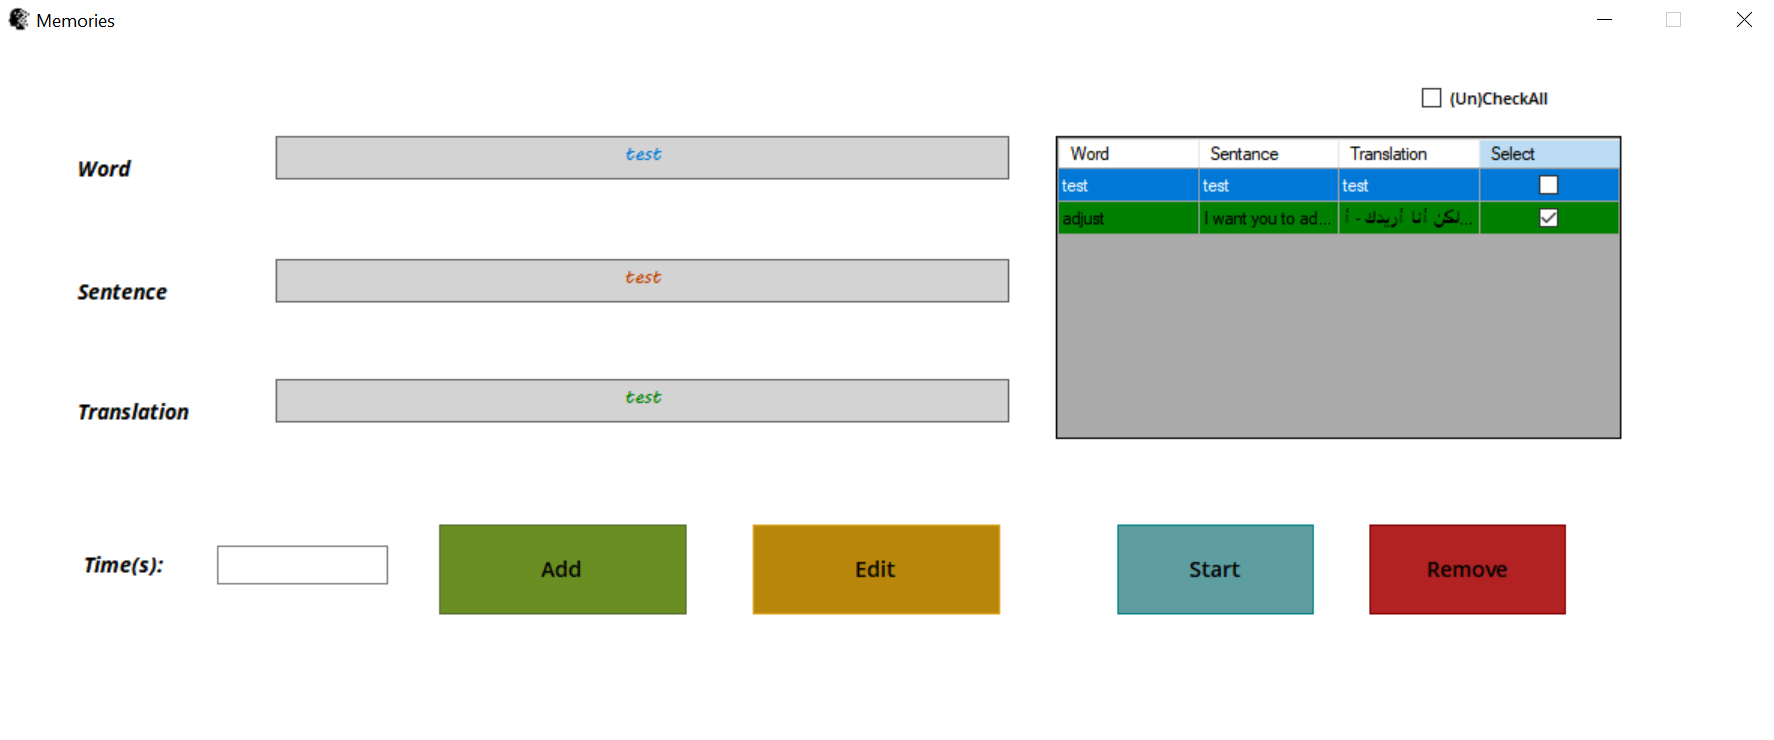 Memories
(Un)CheckAll
Word
test
Sentence
test
Translation
test
Word Sentance Translation Select
test test test
adjust I want you to ad... لكن أنا أريدك - أ...
Time(s):
Add
Edit
Start
Remove